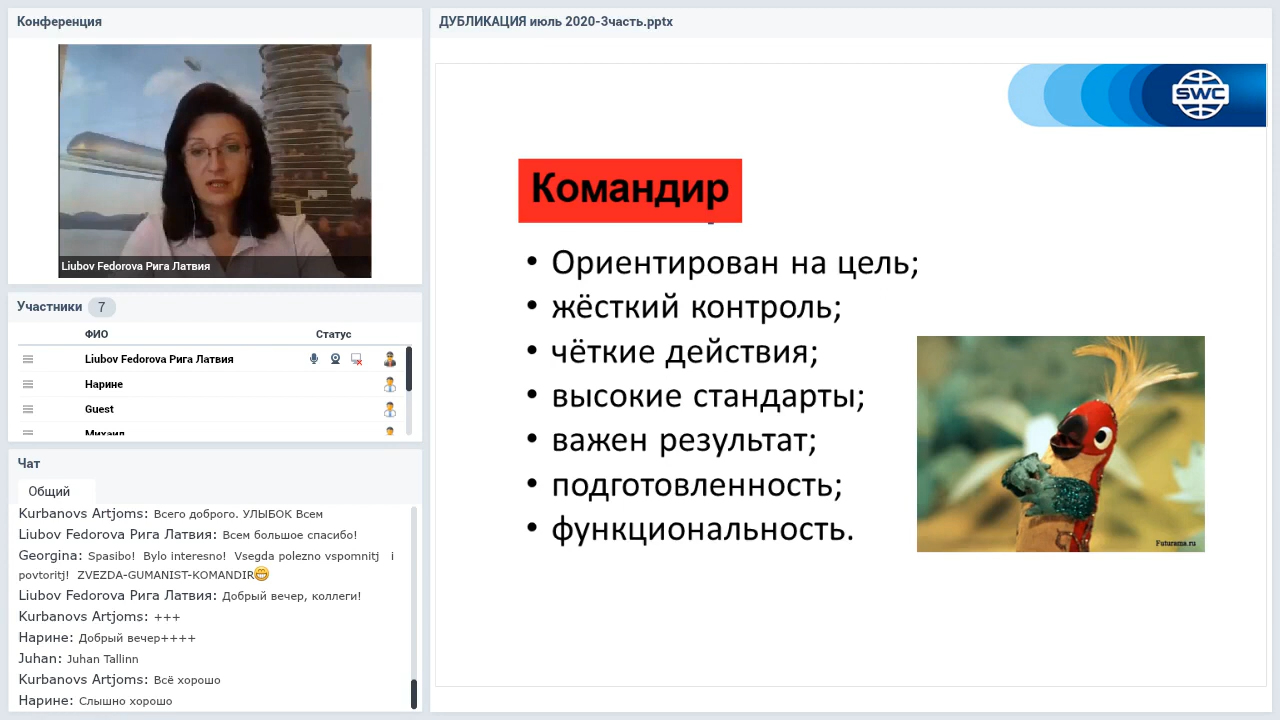 Конференция
Liubov Fedorova Рига Латвия
Участники 7
ФИО Статус
Liubov Fedorova Рига Латвия
Нарине
Guest
Михаил
Чат
Общий
Kurbanovs Artjoms: Всего доброго. УЛЫБОК Всем
Liubov Fedorova Рига Латвия: Всем большое спасибо!
Georgina: Spasibo! Bylo interesno! Vsegda polezno vspomnitj i
povtoritj! ZVEZDA-GUMANIST-KOMANDIR😁
Liubov Fedorova Рига Латвия: Добрый вечер, коллеги!
Kurbanovs Artjoms: +++
Нарине: Добрый вечер++++
Juhan: Juhan Tallinn
Kurbanovs Artjoms: Всё хорошо
Нарине: Слышно хорошо
ДУБЛИКАЦИЯ июль 2020-3часть.pptx
SWC
Командир
• Ориентирован на цель;
• жёсткий контроль;
• чёткие действия;
• высокие стандарты;
• важен результат;
• подготовленность;
• функциональность.
Futurama.ru